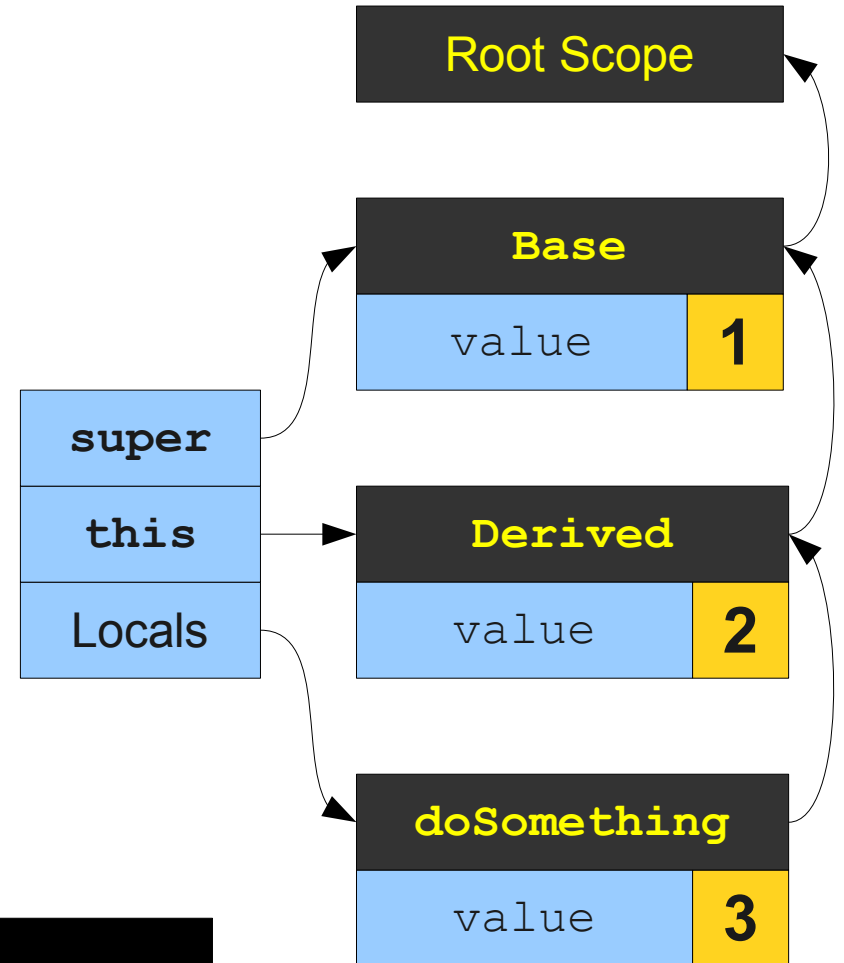 Root Scope
Base
value 1
super
this
Locals
Derived
value 2
doSomething
value 3